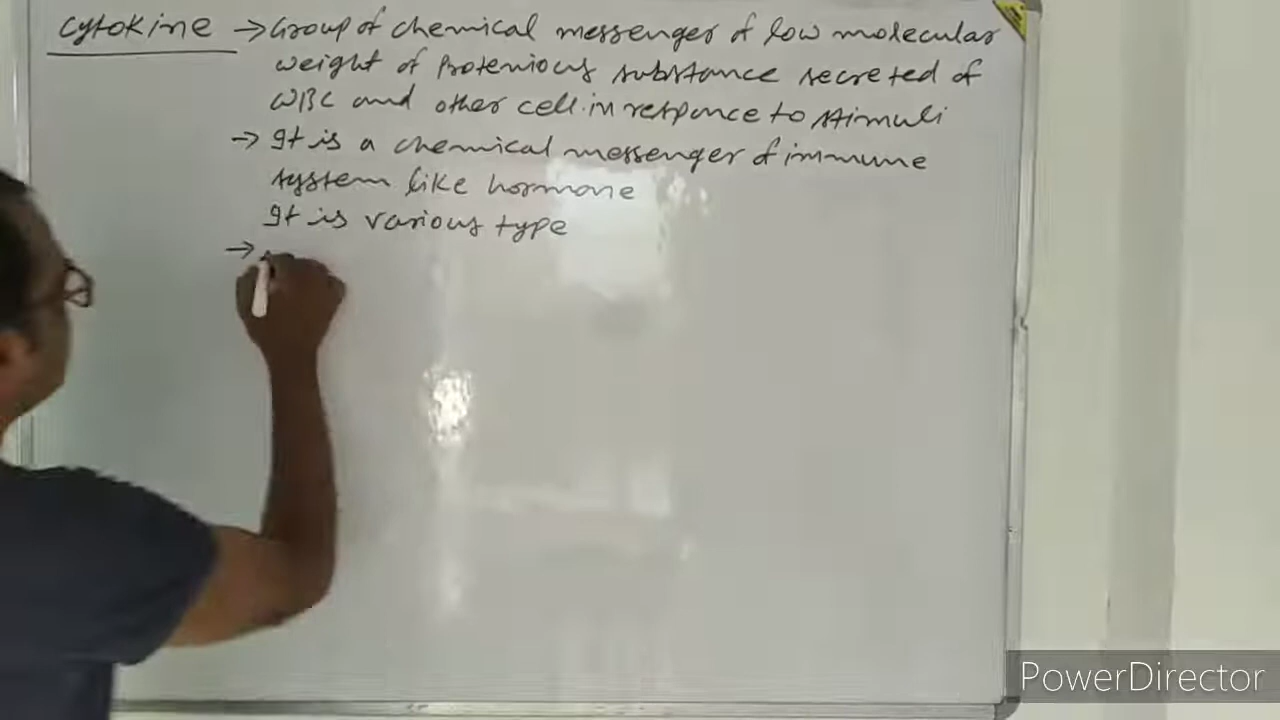 Cytokine → Group of chemical messenger of low molecular
weight of Protenious substance secreted of
WBC and other cell in responce to stimuli
→ It is a chemical messenger of immune
system like hormone
It is various type
→
PowerDirector